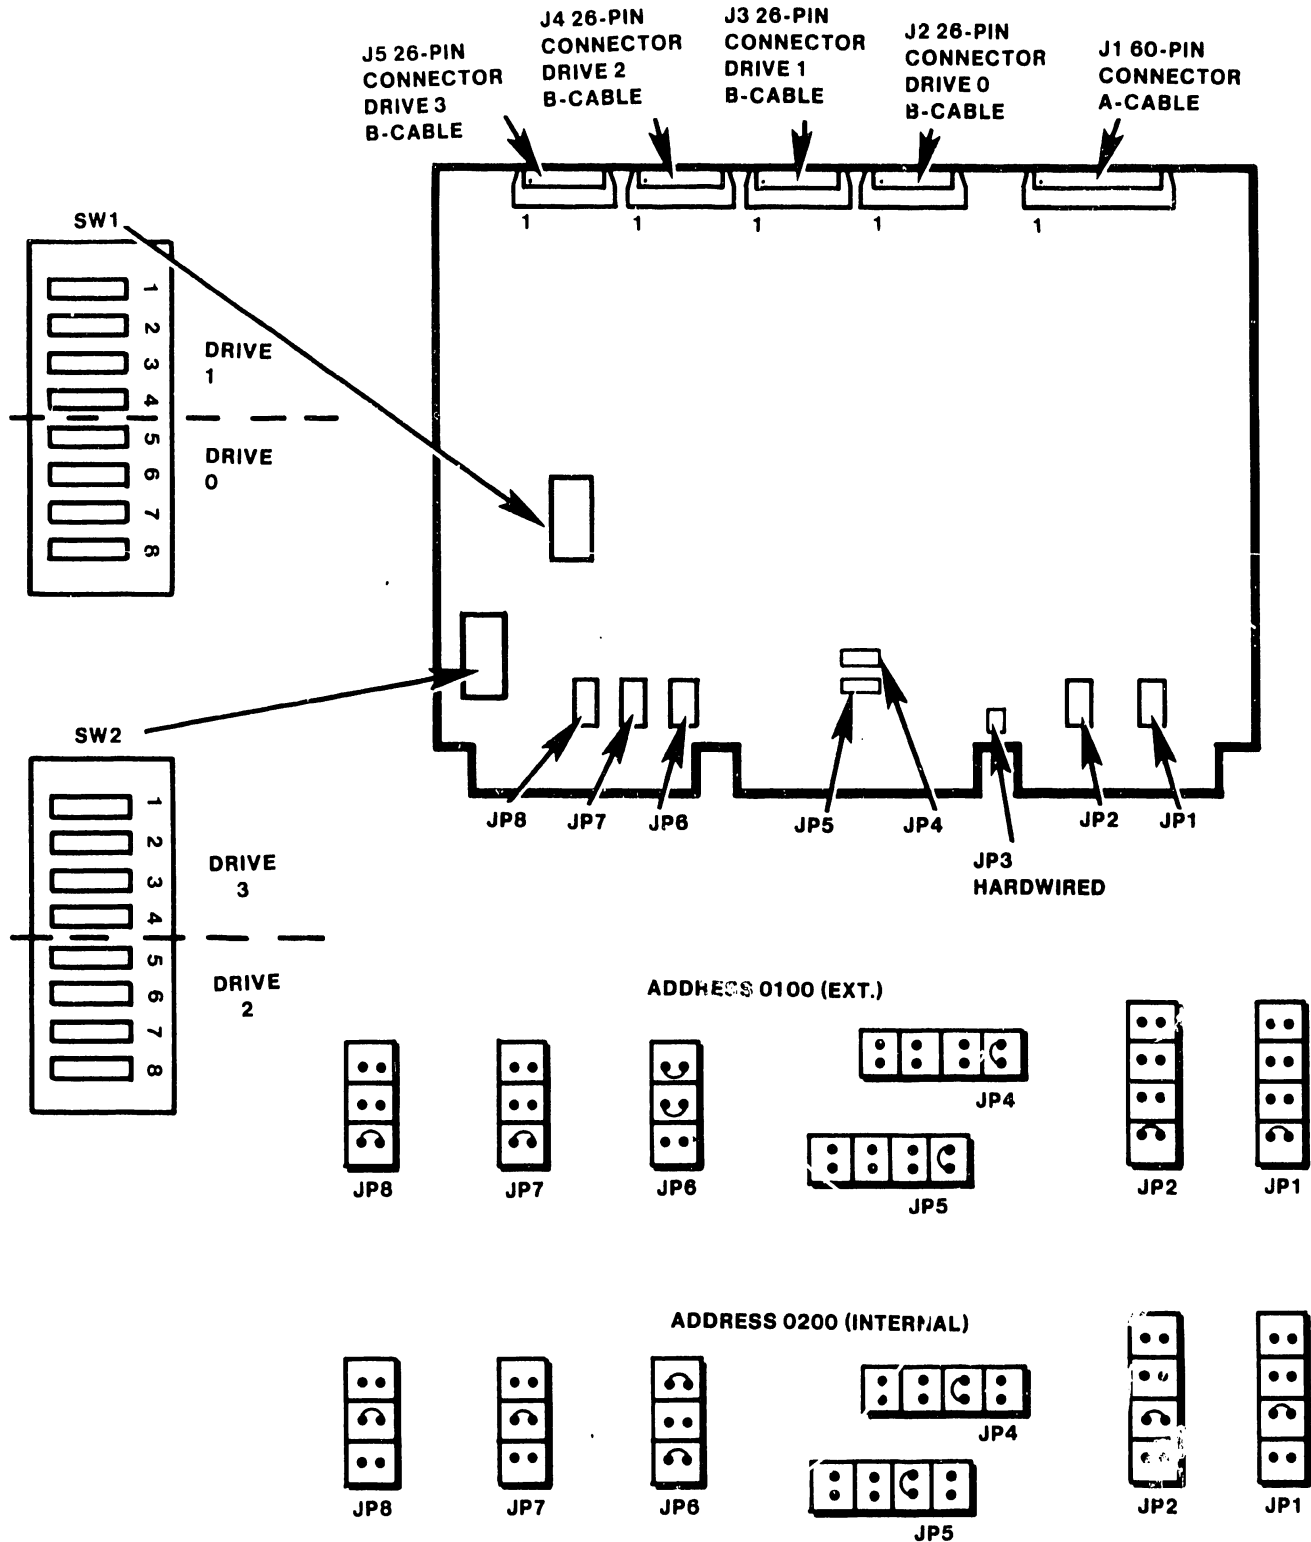 J5 26-PIN
CONNECTOR
DRIVE 3
B-CABLE
J4 26-PIN
CONNECTOR
DRIVE 2
B-CABLE
J3 26-PIN
CONNECTOR
DRIVE 1
B-CABLE
J2 26-PIN
CONNECTOR
DRIVE 0
B-CABLE
J1 60-PIN
CONNECTOR
A-CABLE
1
1
1
1
1
SW1
1
2
3
4
5
6
7
8
DRIVE
1
DRIVE
0
SW2
1
2
3
4
5
6
7
8
DRIVE
3
DRIVE
2
JP8
JP7
JP6
JP5
JP4
JP3
HARDWIRED
JP2
JP1
ADDRESS 0100 (EXT.)
JP8
JP7
JP6
JP5
JP4
JP2
JP1
ADDRESS 0200 (INTERNAL)
JP8
JP7
JP6
JP5
JP4
JP2
JP1